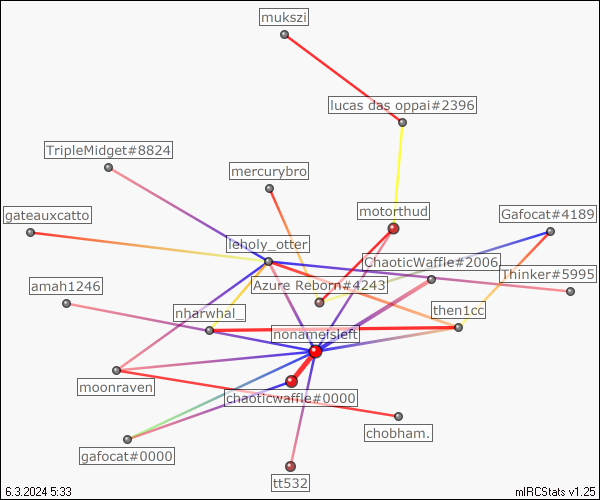 mukszi
lucas das oppai#2396
TripleMidget#8824
mercurybro
gateauxcatto
motorthud
Gafocat#4189
leholy_otter
ChaoticWaffle#2006
Thinker#5995
amah1246
Azure Reborn#4243
nharwhal_
then1cc
nonameisleft
moonraven
chaoticwaffle#0000
chobham.
gafocat#0000
tt532
6.3.2024 5:33
mIRCStats v1.25